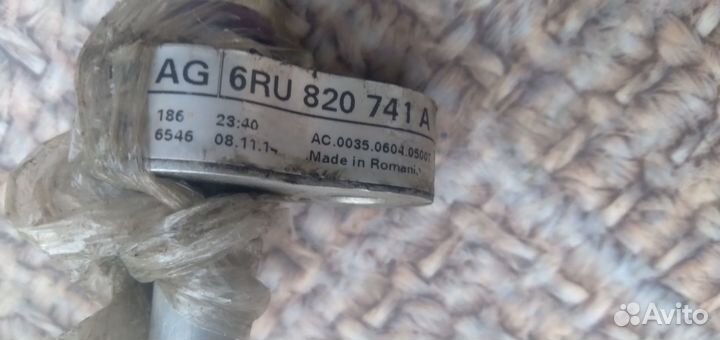 AG 6RU 820 741 A
186 23:40
6546 08.11.1 AC.0035.0604.0500
Made in Romani
Avito